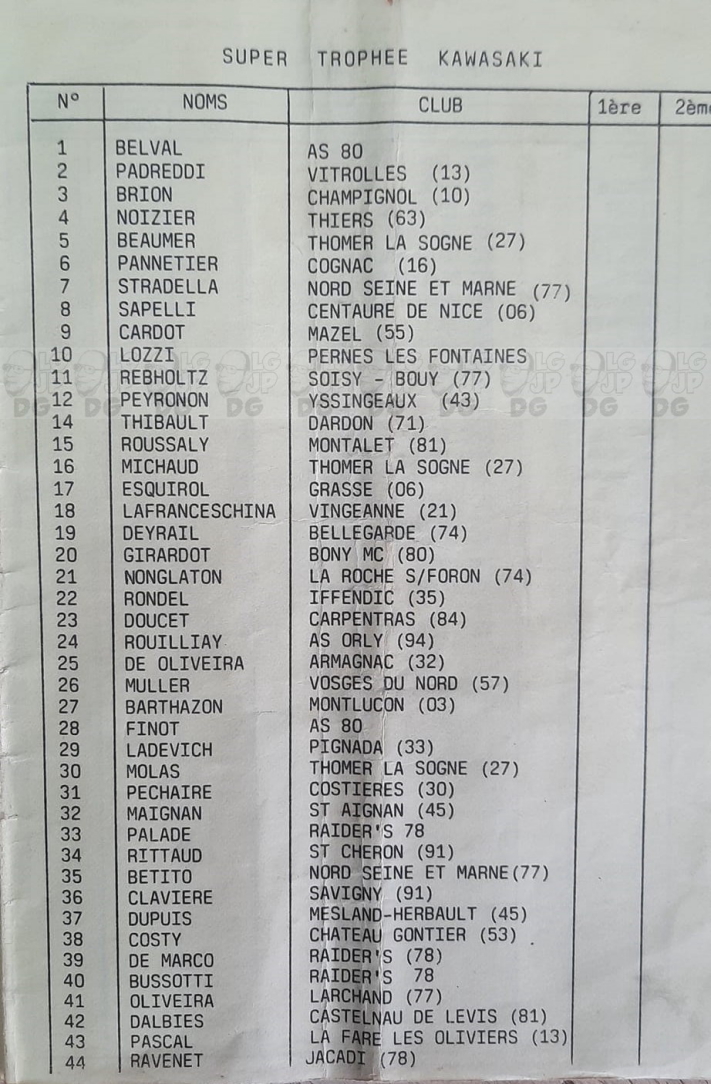 SUPER TROPHEE KAWASAKI
N° NOMS CLUB 1ère 2ème
1 BELVAL AS 80
2 PADREDDI VITROLLES (13)
3 BRION CHAMPIGNOL (10)
4 NOIZIER THIERS (63)
5 BEAUMER THOMER LA SOGNE (27)
6 PANNETIER COGNAC (16)
7 STRADELLA NORD SEINE ET MARNE (77)
8 SAPELLI CENTAURE DE NICE (06)
9 CARDOT MAZEL (55)
10 LOZZI PERNES LES FONTAINES
11 REBHOLTZ SOISY - BOUY (77)
12 PEYRONON YSSINGEAUX (43)
14 THIBAULT DARDON (71)
15 ROUSSALY MONTALET (81)
16 MICHAUD THOMER LA SOGNE (27)
17 ESQUIROL GRASSE (06)
18 LAFRANCESCHINA VINGEANNE (21)
19 DEYRAIL BELLEGARDE (74)
20 GIRARDOT BONY MC (80)
21 NONGLATON LA ROCHE S/FORON (74)
22 RONDEL IFFENDIC (35)
23 DOUCET CARPENTRAS (84)
24 ROUILLIAY AS ORLY (94)
25 DE OLIVEIRA ARMAGNAC (32)
26 MULLER VOSGES DU NORD (57)
27 BARTHAZON MONTLUCON (03)
28 FINOT AS 80
29 LADEVICH PIGNADA (33)
30 MOLAS THOMER LA SOGNE (27)
31 PECHAIRE COSTIERES (30)
32 MAIGNAN ST AIGNAN (45)
33 PALADE RAIDER'S 78
34 RITTAUD ST CHERON (91)
35 BETITO NORD SEINE ET MARNE(77)
36 CLAVIERE SAVIGNY (91)
37 DUPUIS MESLAND-HERBAULT (45)
38 COSTY CHATEAU GONTIER (53) .
39 DE MARCO RAIDER'S (78)
40 BUSSOTTI RAIDER'S 78
41 OLIVEIRA LARCHAND (77)
42 DALBIES CASTELNAU DE LEVIS (81)
43 PASCAL LA FARE LES OLIVIERS (13)
44 RAVENET JACADI (78)